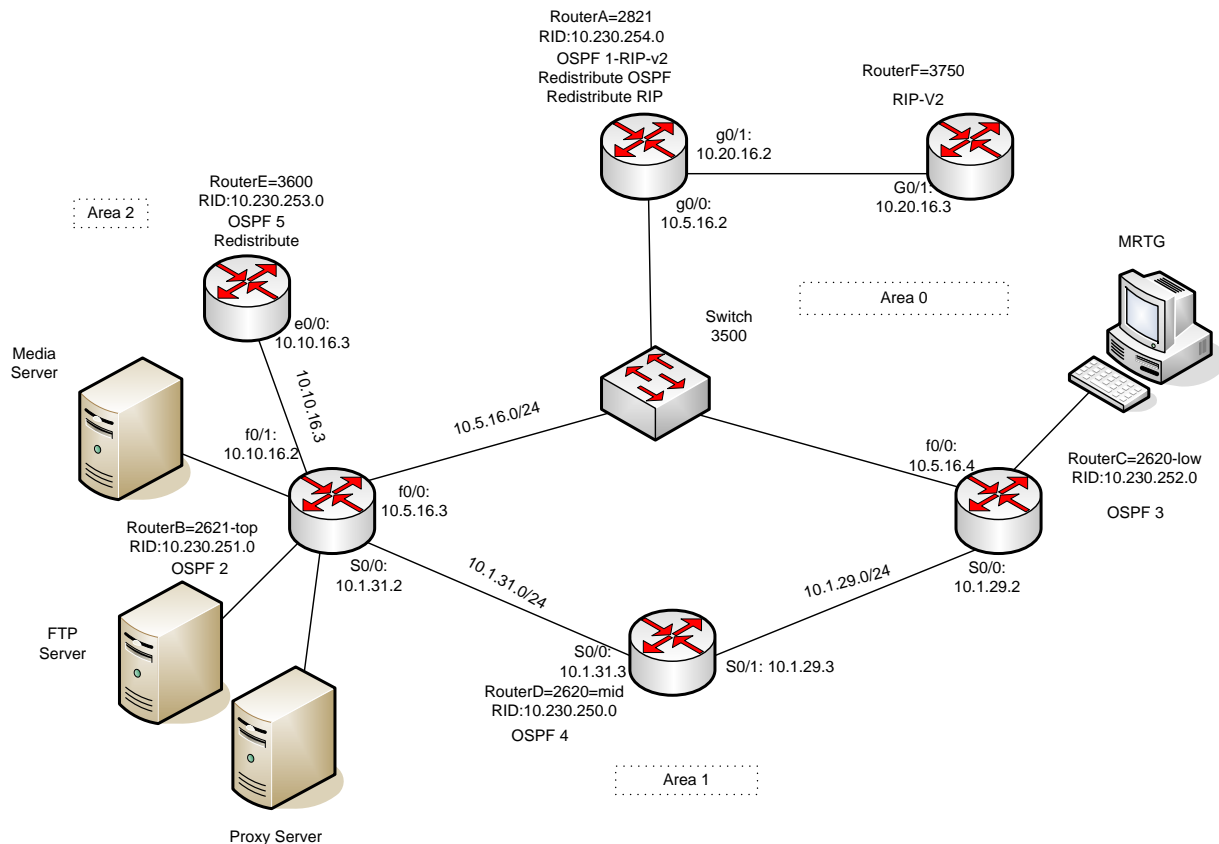 RouterA=2821
RID:10.230.254.0
OSPF 1-RIP-v2
Redistribute OSPF
Redistribute RIP
RouterF=3750
RIP-V2
g0/1:
10.20.16.2
G0/1:
10.20.16.3
g0/0:
10.5.16.2
Area 2
RouterE=3600
RID:10.230.253.0
OSPF 5
Redistribute
e0/0:
10.10.16.3
10.10.16.3
MRTG
Area 0
Switch
3500
Media
Server
f0/1:
10.10.16.2
10.5.16.0/24
f0/0:
10.5.16.3
f0/0:
10.5.16.4
RouterC=2620-low
RID:10.230.252.0
OSPF 3
RouterB=2621-top
RID:10.230.251.0
OSPF 2
S0/0:
10.1.31.2
10.1.31.0/24
10.1.29.0/24
S0/0:
10.1.29.2
FTP
Server
S0/0:
10.1.31.3
S0/1: 10.1.29.3
RouterD=2620=mid
RID:10.230.250.0
OSPF 4
Area 1
Proxy Server